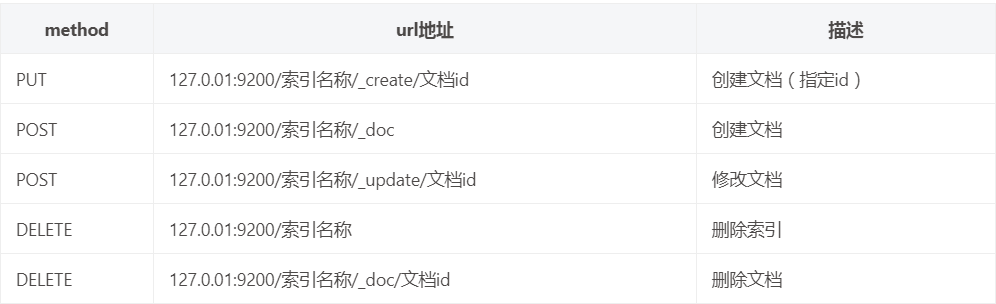 method url地址 描述
PUT 127.0.01:9200/索引名称/_create/文档id 创建文档（指定id）
POST 127.0.01:9200/索引名称/_doc 创建文档
POST 127.0.01:9200/索引名称/_update/文档id 修改文档
DELETE 127.0.01:9200/索引名称 删除索引
DELETE 127.0.01:9200/索引名称/_doc/文档id 删除文档